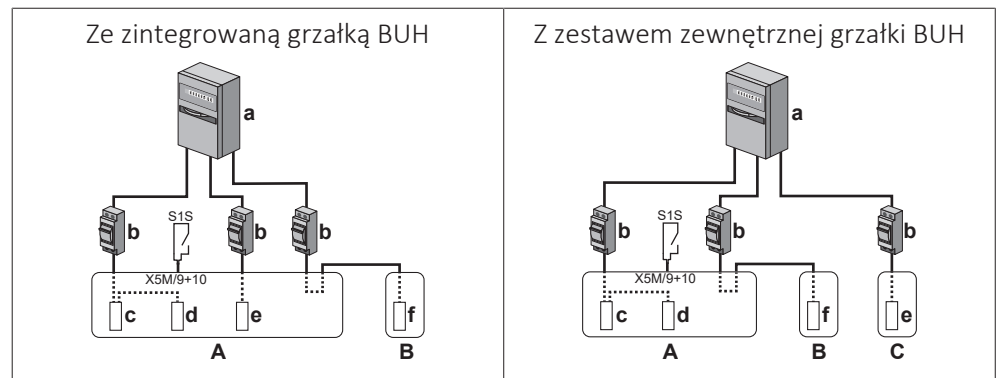 Ze zintegrowaną grzałką BUH
a
b
S1S
b
b
X5M/9+10
c
d
e
f
A
B
Z zestawem zewnętrznej grzałki BUH
a
b
S1S
b
b
X5M/9+10
c
d
f
e
A
B
C